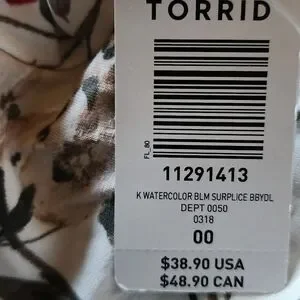 TORRID
FL_80
11291413
K WATERCOLOR BLM SURPLICE BBYDL
DEPT 0050
0318
00
$38.90 USA
$48.90 CAN